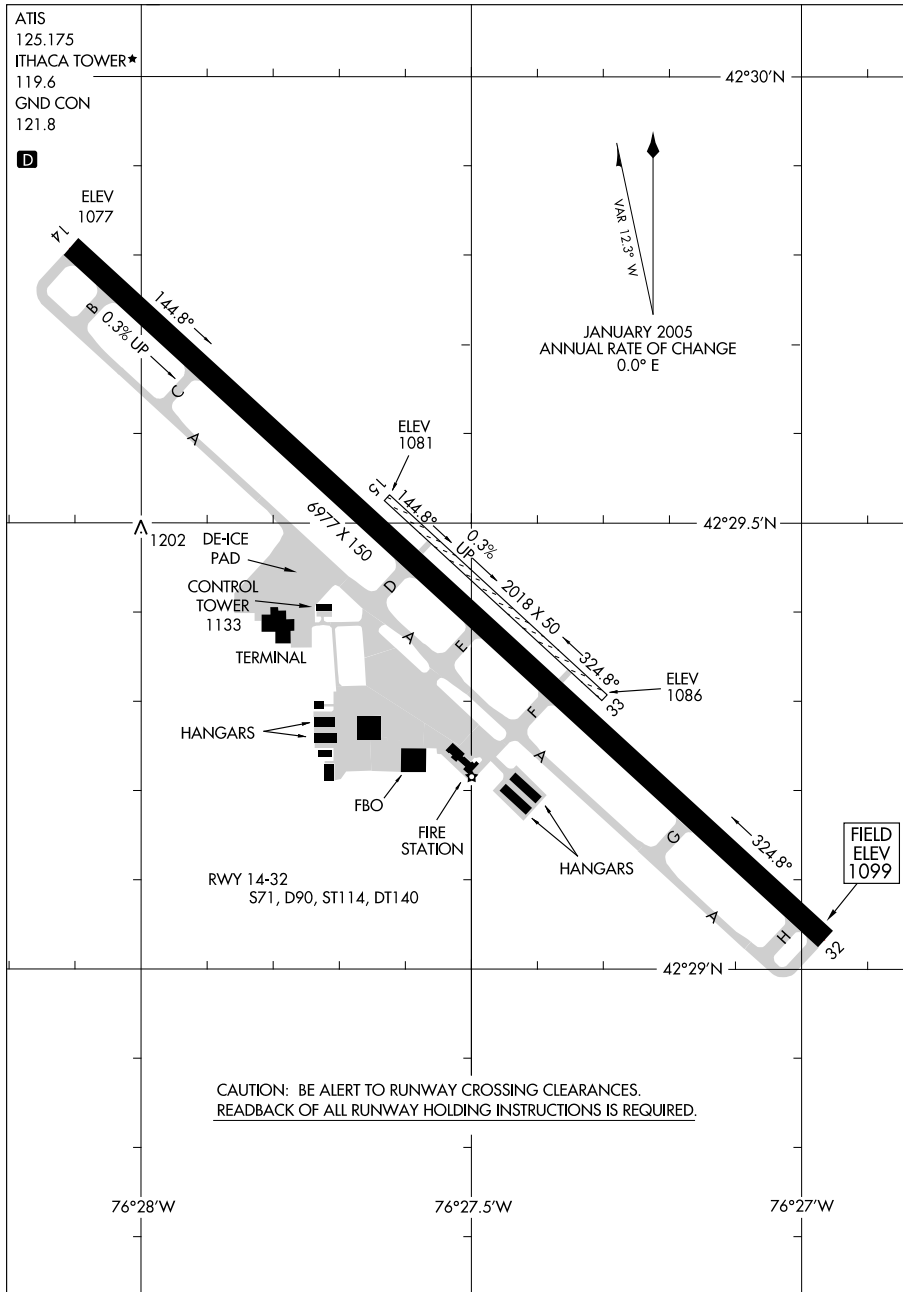 ATIS
125.175
ITHACA TOWER★
119.6
GND CON
121.8
D
42°30'N
ELEV
1077
14
VAR 12.3° W
JANUARY 2005
ANNUAL RATE OF CHANGE
0.0° E
B
144.8°
0.3% UP
C
A
ELEV
1081
15
144.8°
0.3%
UP
6977 X 150
2018 X 50
42°29.5'N
1202
DE-ICE
PAD
CONTROL
TOWER
1133
TERMINAL
D
A
E
324.8°
ELEV
1086
33
F
A
HANGARS
FBO
FIRE
STATION
HANGARS
G
324.8°
FIELD
ELEV
1099
RWY 14-32
S71, D90, ST114, DT140
A
H
32
42°29'N
CAUTION: BE ALERT TO RUNWAY CROSSING CLEARANCES.
READBACK OF ALL RUNWAY HOLDING INSTRUCTIONS IS REQUIRED.
76°28'W
76°27.5'W
76°27'W